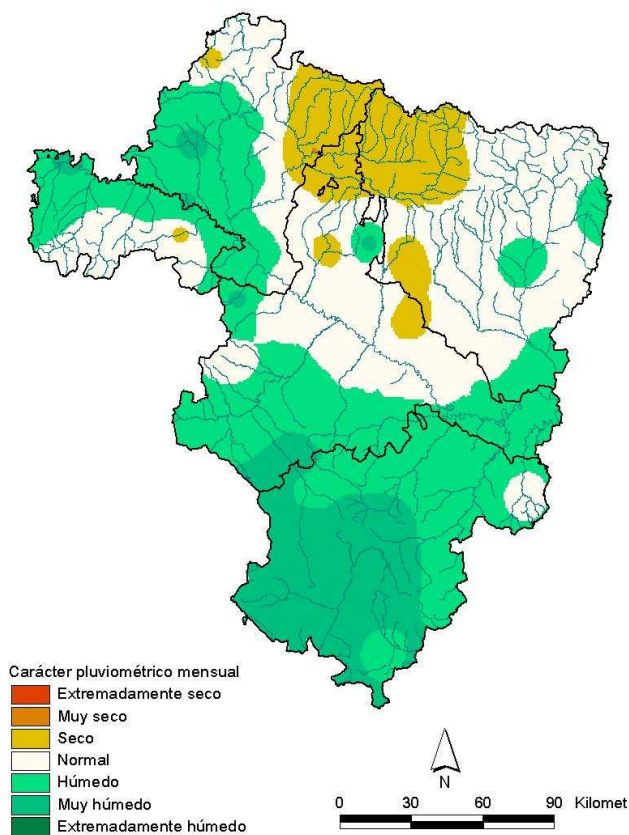 Carácter pluviométrico mensual
Extremadamente seco
Muy seco
Seco
Normal
Húmedo
Muy húmedo
Extremadamente húmedo
N
0 30 60 90 Kilomet